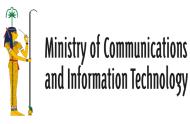 Ministry of Communications
and Information Technology